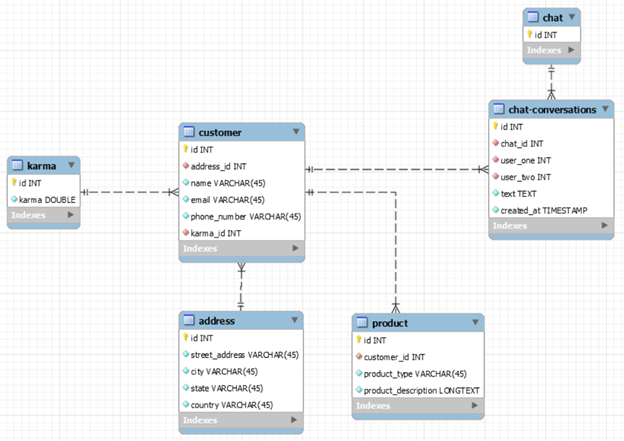 chat
id INT
Indexes
chat-conversations
id INT
chat_id INT
user_one INT
user_two INT
text TEXT
created_at TIMESTAMP
Indexes
customer
id INT
address_id INT
name VARCHAR(45)
email VARCHAR(45)
phone_number VARCHAR(45)
karma_id INT
Indexes
karma
id INT
karma DOUBLE
Indexes
address
id INT
street_address VARCHAR(45)
city VARCHAR(45)
state VARCHAR(45)
country VARCHAR(45)
Indexes
product
id INT
customer_id INT
product_type VARCHAR(45)
product_description LONGTEXT
Indexes